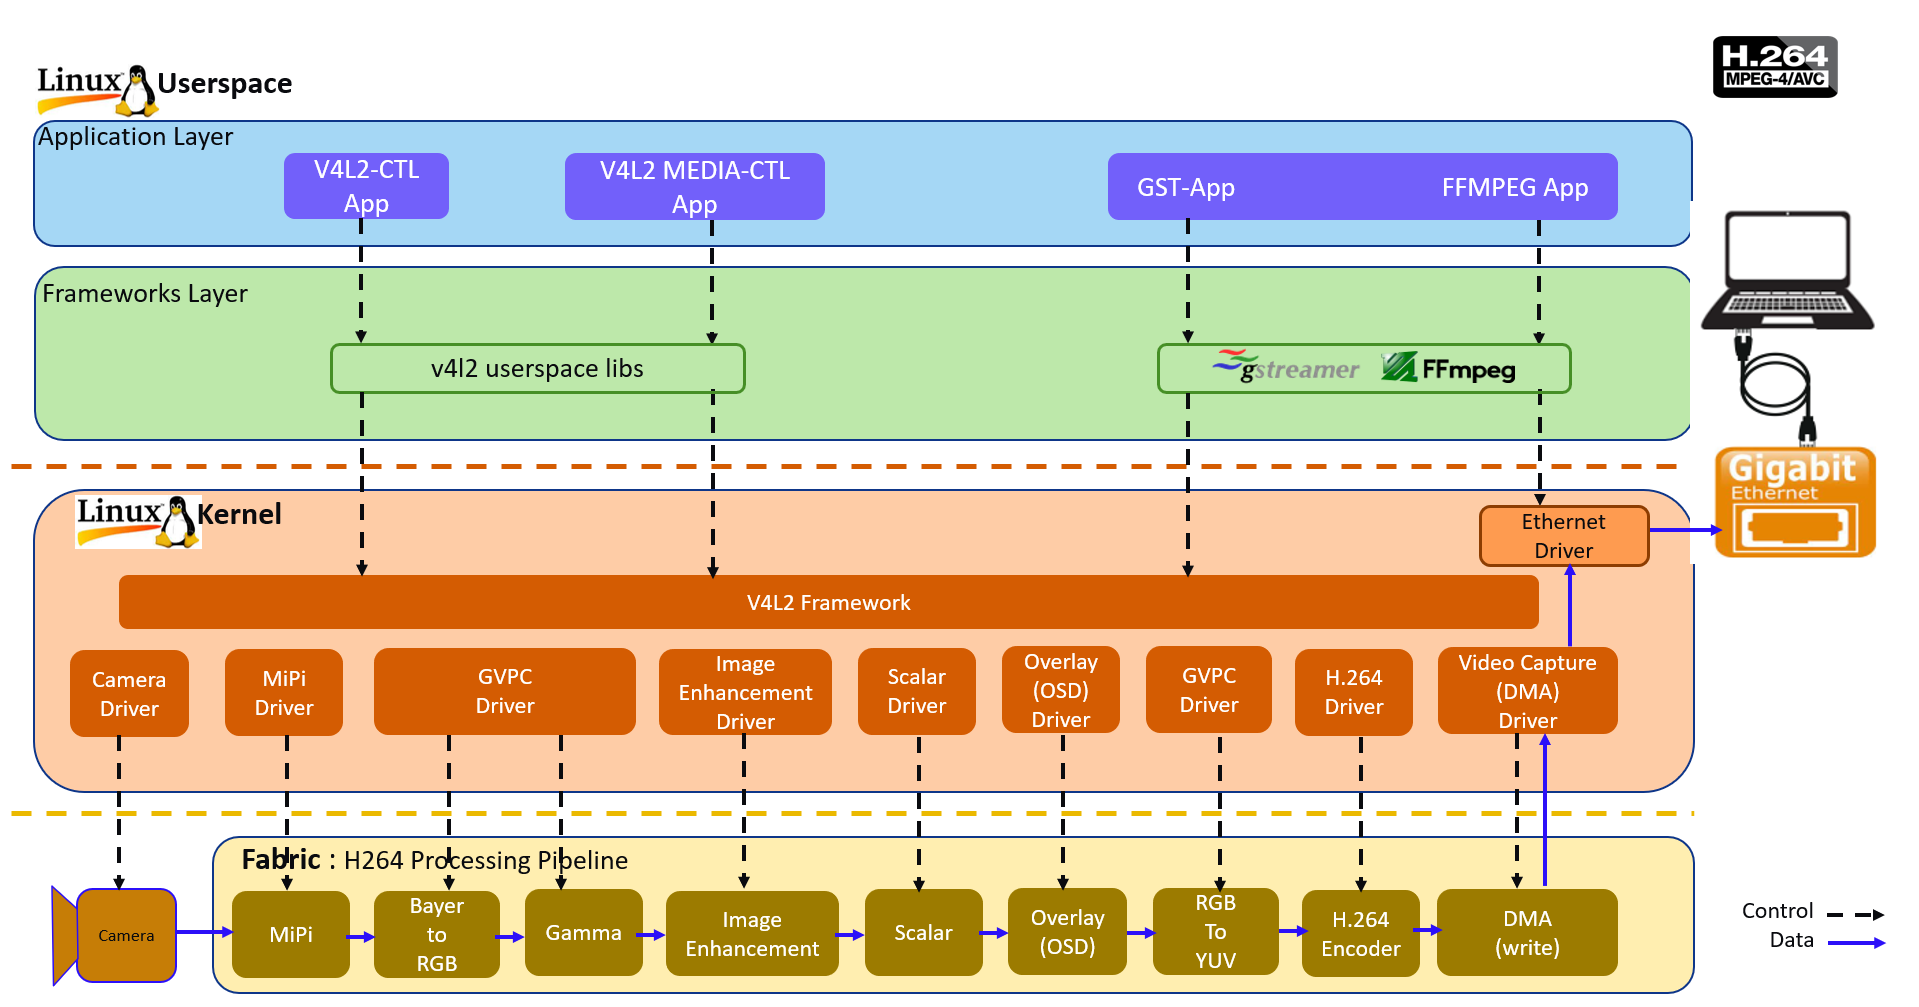 H.264
MPEG-4/AVC
Linux Userspace
Application Layer
V4L2-CTL
App
V4L2 MEDIA-CTL
App
GST-App
FFMPEG App
Frameworks Layer
v4l2 userspace libs
gstreamer
FFmpeg
Gigabit
Ethernet
Linux Kernel
Ethernet
Driver
V4L2 Framework
Camera
Driver
MiPi
Driver
GVPC
Driver
Image
Enhancement
Driver
Scalar
Driver
Overlay
(OSD)
Driver
GVPC
Driver
H.264
Driver
Video Capture
(DMA)
Driver
Fabric : H264 Processing Pipeline
Camera
MiPi
Bayer
to
RGB
Gamma
Image
Enhancement
Scalar
Overlay
(OSD)
RGB
To
YUV
H.264
Encoder
DMA
(write)
Control
Data